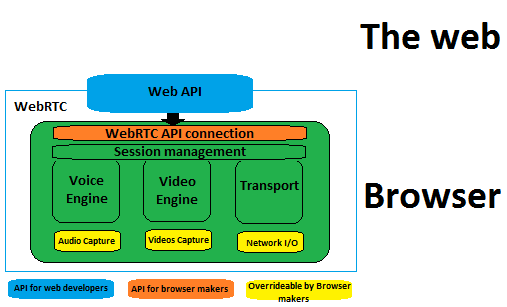 The web
Web API
WebRTC
WebRTC API connection
Session management
Voice
Engine
Video
Engine
Transport
Browser
Audio Capture
Videos Capture
Network I/O
API for web developers
API for browser makers
Overrideable by Browser
makers